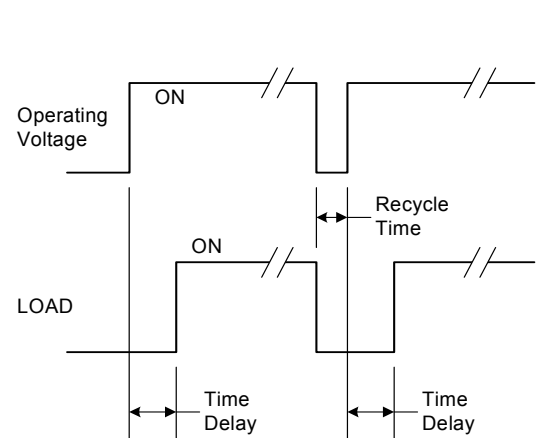 ON
Operating
Voltage
Recycle
Time
ON
LOAD
Time
Delay
Time
Delay